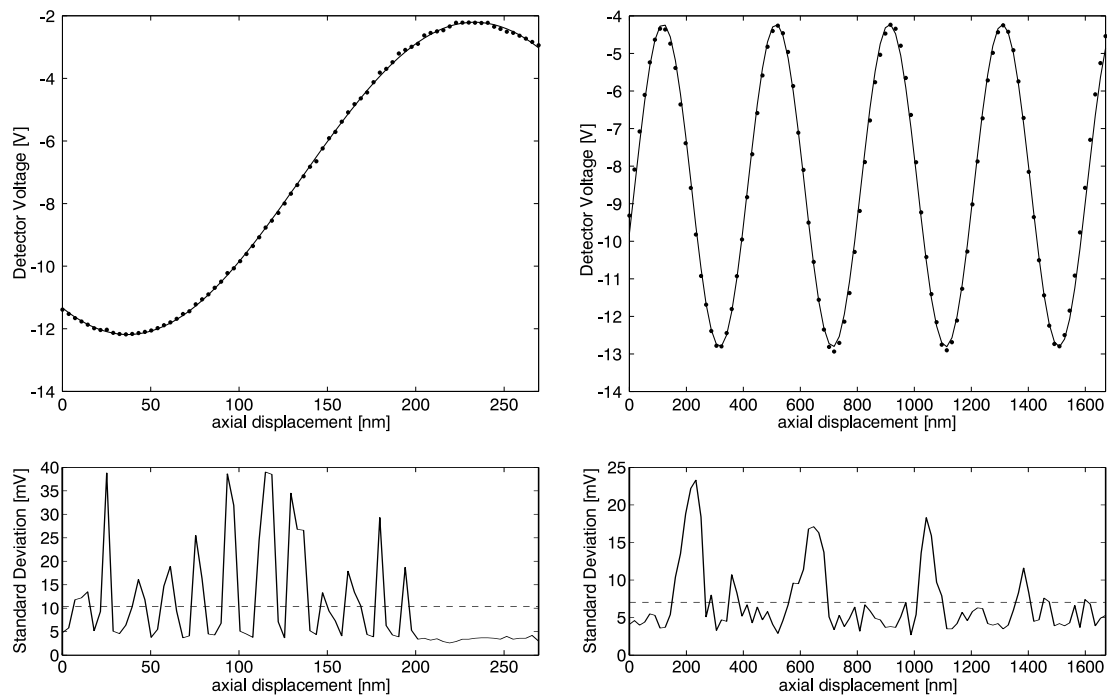 -2
-4
-6
-8
-10
-12
-14
Detector Voltage [V]
0 50 100 150 200 250
axial displacement [nm]
-4
-5
-6
-7
-8
-9
-10
-11
-12
-13
-14
Detector Voltage [V]
0 200 400 600 800 1000 1200 1400 1600
axial displacement [nm]
40
35
30
25
20
15
10
5
0
Standard Deviation [mV]
0 50 100 150 200 250
axial displacement [nm]
25
20
15
10
5
0
Standard Deviation [mV]
0 200 400 600 800 1000 1200 1400 1600
axial displacement [nm]